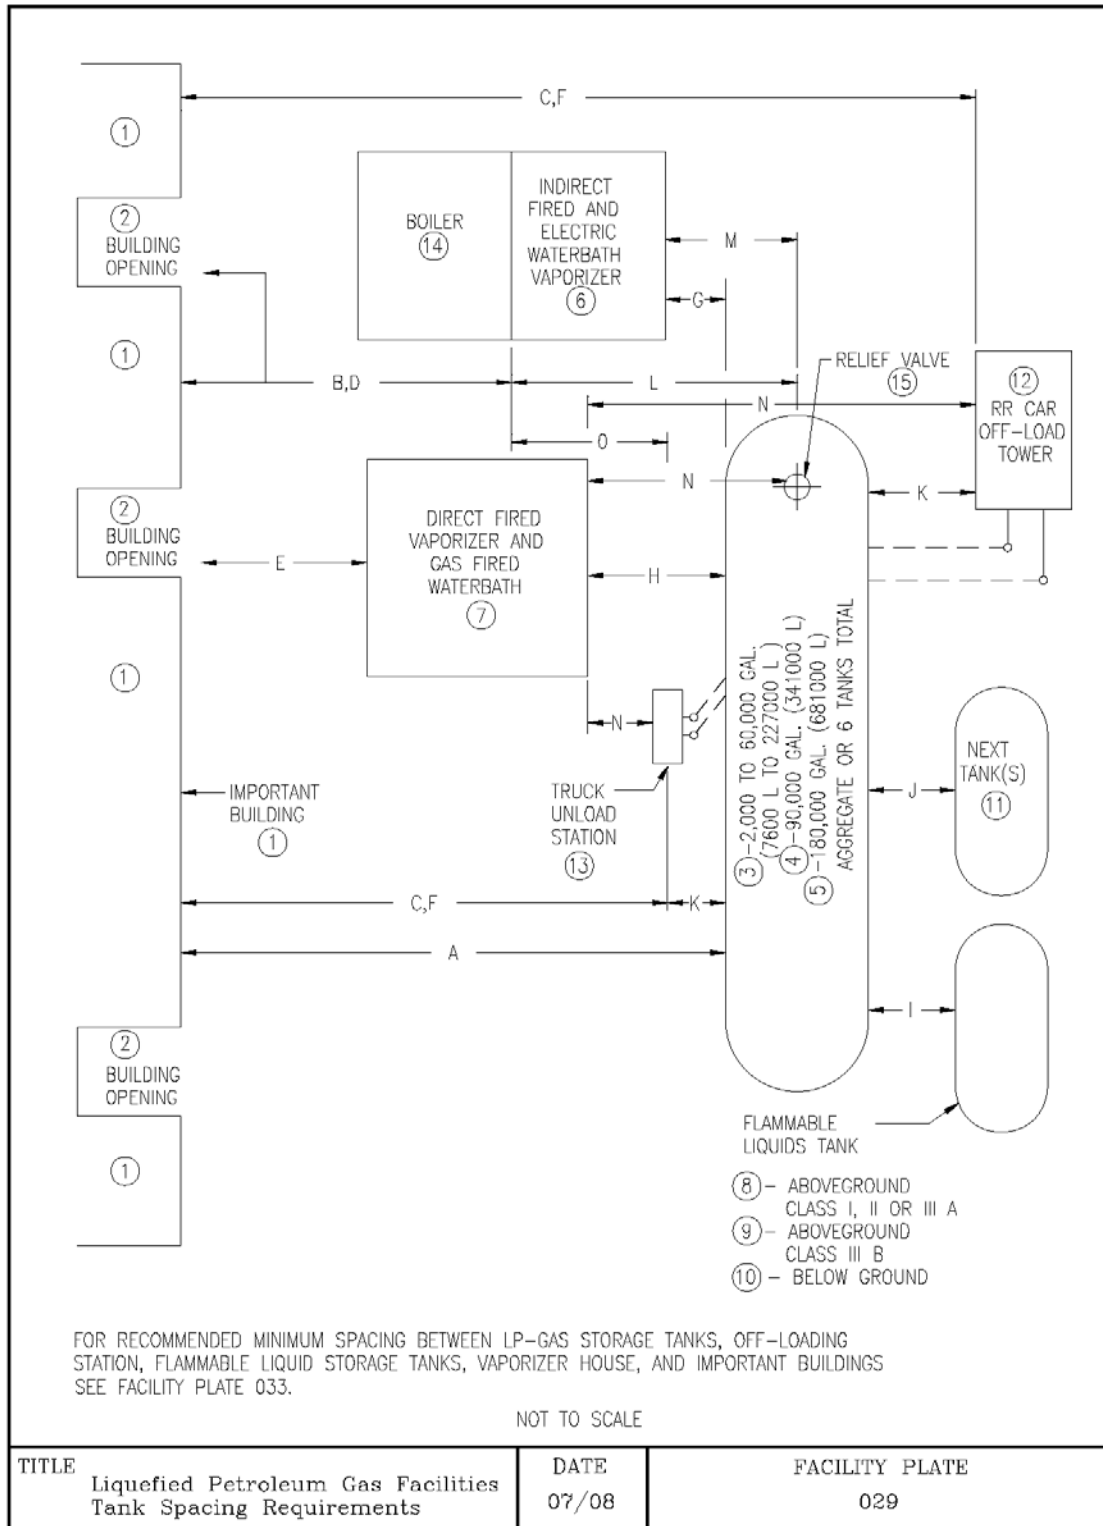 C,F
1
2
BUILDING
OPENING
BOILER
14
INDIRECT
FIRED AND
ELECTRIC
WATERBATH
VAPORIZER
6
M
G
1
B,D
L
RELIEF VALVE
15
N
12
RR CAR
OFF-LOAD
TOWER
O
N
K
2
BUILDING
OPENING
E
DIRECT FIRED
VAPORIZER AND
GAS FIRED
WATERBATH
7
H
1
N
3 -2,000 TO 60,000 GAL.
(7600 L TO 227000 L )
4 -90,000 GAL. (341000 L)
5 -180,000 GAL. (681000 L)
AGGREGATE OR 6 TANKS TOTAL
NEXT
TANK(S)
11
J
IMPORTANT
BUILDING
1
TRUCK
UNLOAD
STATION
13
C,F
K
A
I
2
BUILDING
OPENING
1
FLAMMABLE
LIQUIDS TANK
8 - ABOVEGROUND
CLASS I, II OR III A
9 - ABOVEGROUND
CLASS III B
10 - BELOW GROUND
FOR RECOMMENDED MINIMUM SPACING BETWEEN LP-GAS STORAGE TANKS, OFF-LOADING
STATION, FLAMMABLE LIQUID STORAGE TANKS, VAPORIZER HOUSE, AND IMPORTANT BUILDINGS
SEE FACILITY PLATE 033.
NOT TO SCALE
TITLE
Liquefied Petroleum Gas Facilities
Tank Spacing Requirements
DATE
07/08
FACILITY PLATE
029